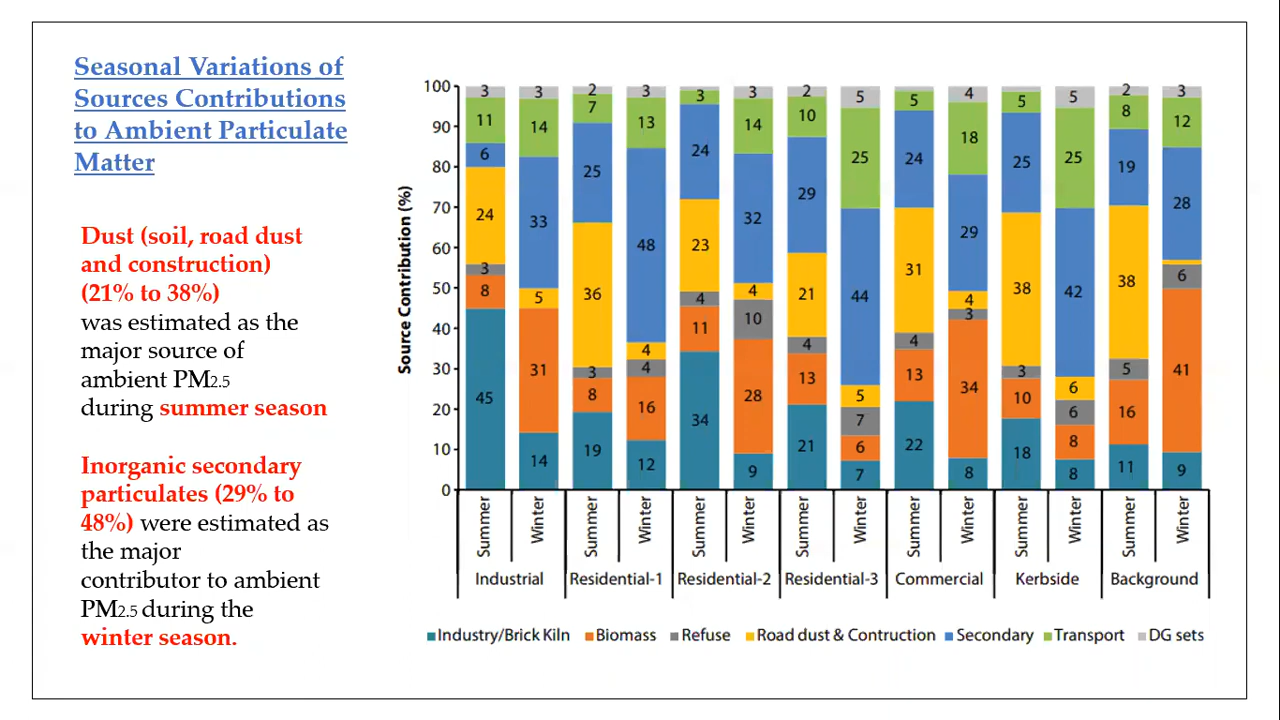 Seasonal Variations of
Sources Contributions
to Ambient Particulate
Matter
Dust (soil, road dust
and construction)
(21% to 38%)
was estimated as the
major source of
ambient PM2.5
during summer season
Inorganic secondary
particulates (29% to
48%) were estimated as
the major
contributor to ambient
PM2.5 during the
winter season.
Source Contribution (%)
100
90
80
70
60
50
40
30
20
10
0
45 8 3 24 6 11 3
14 31 5 33 14 3
19 8 3 36 25 7 2
12 16 4 4 48 13 3
34 11 4 23 24 3
9 28 10 4 32 14 3
21 13 4 21 29 10 2
7 6 7 5 44 25 5
22 13 4 31 24 5
8 34 3 4 29 18 4
18 10 3 38 25 5
8 8 6 6 42 25 5
11 16 5 38 19 8 2
9 41 6 28 12 3
Summer Winter Summer Winter Summer Winter Summer Winter Summer Winter Summer Winter Summer Winter
Industrial Residential-1 Residential-2 Residential-3 Commercial Kerbside Background
Industry/Brick Kiln Biomass Refuse Road dust & Contruction Secondary Transport DG sets